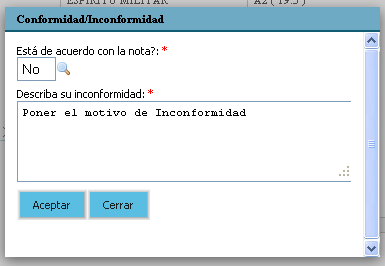 ESPIRITU MILITAR A2 ( 19.5 )
Conformidad/Inconformidad
Está de acuerdo con la nota?: *
No
Describa su inconformidad: *
Poner el motivo de Inconformidad
Aceptar Cerrar